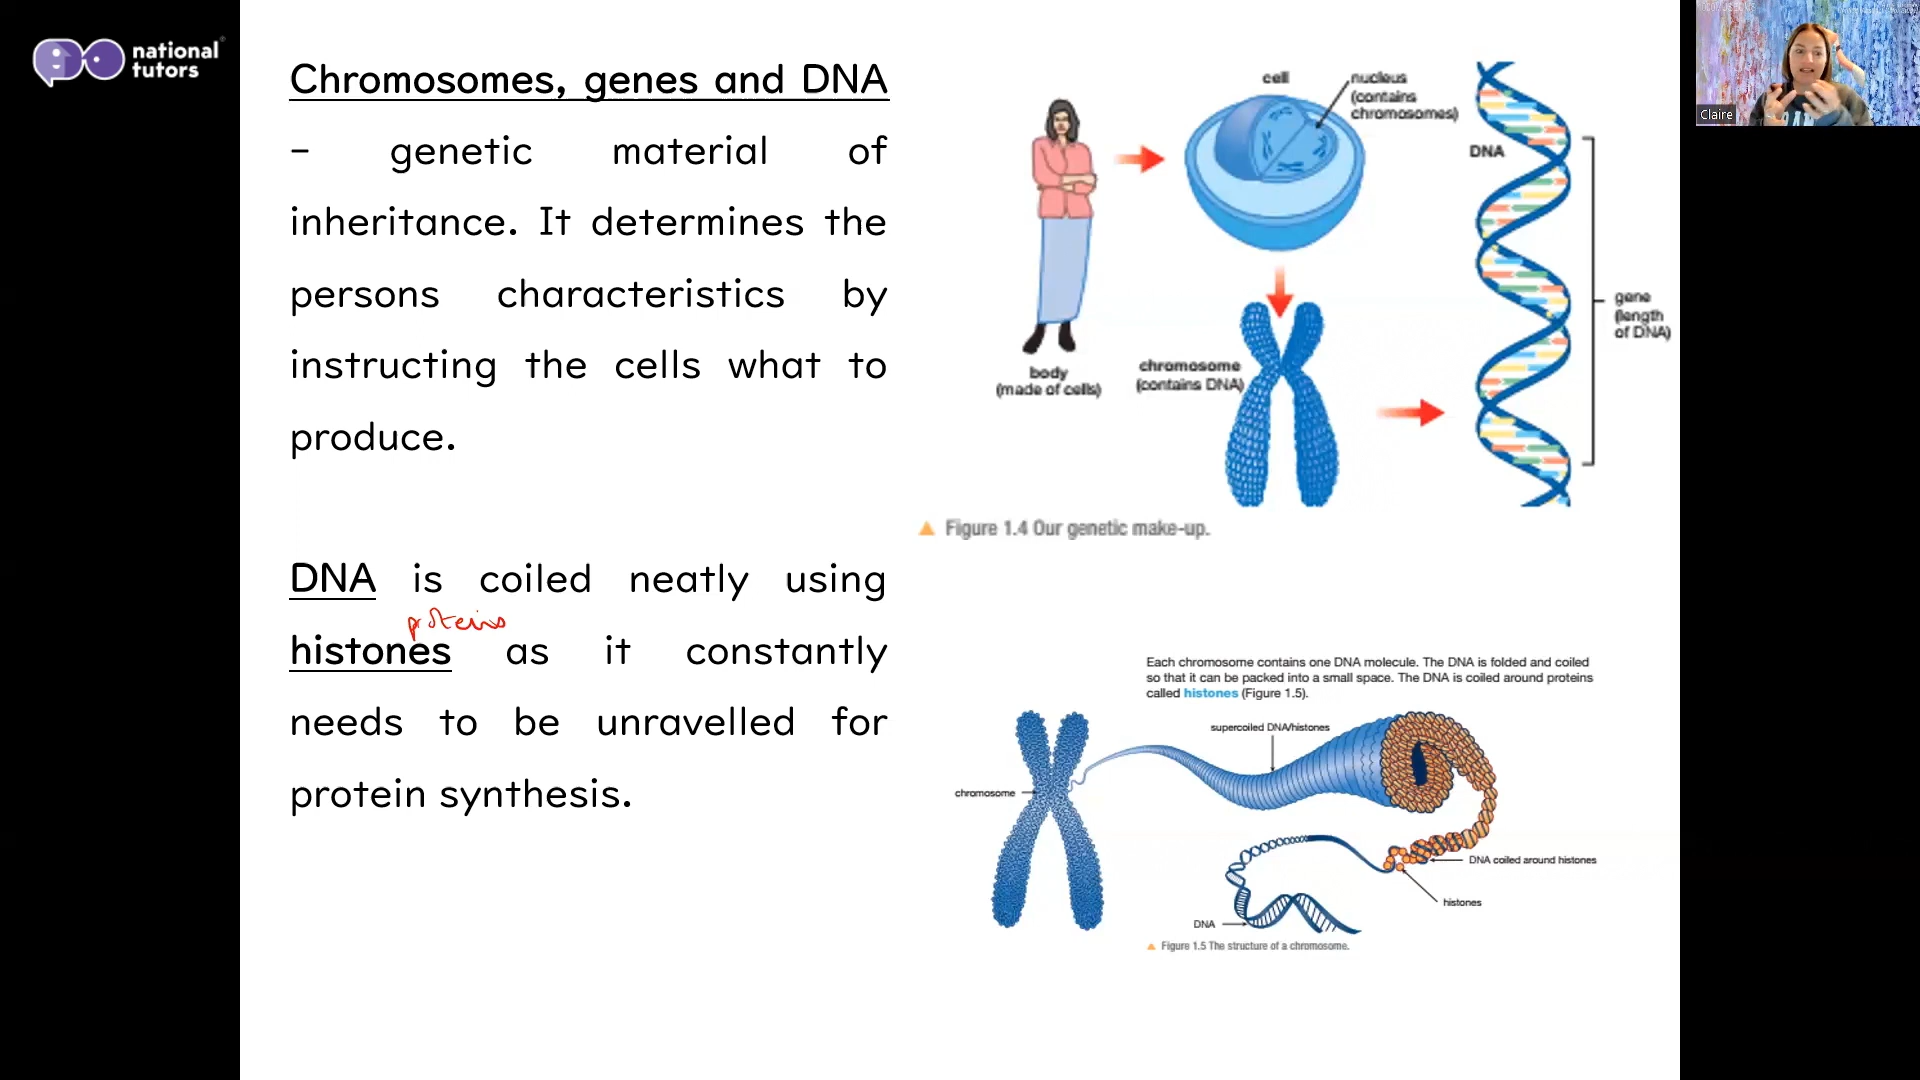 national
tutors
Chromosomes, genes and DNA
– genetic material of
inheritance. It determines the
persons characteristics by
instructing the cells what to
produce.
DNA is coiled neatly using
proteins
histones as it constantly
needs to be unravelled for
protein synthesis.
cell
nucleus
(contains
chromosomes)
DNA
gene
(length
of DNA)
body
(made of cells)
chromosome
(contains DNA)
Figure 1.4 Our genetic make-up.
Each chromosome contains one DNA molecule. The DNA is folded and coiled
so that it can be packed into a small space. The DNA is coiled around proteins
called histones (Figure 1.5).
supercoiled DNA/histones
chromosome
DNA coiled around histones
histones
DNA
Figure 1.5 The structure of a chromosome.
Claire